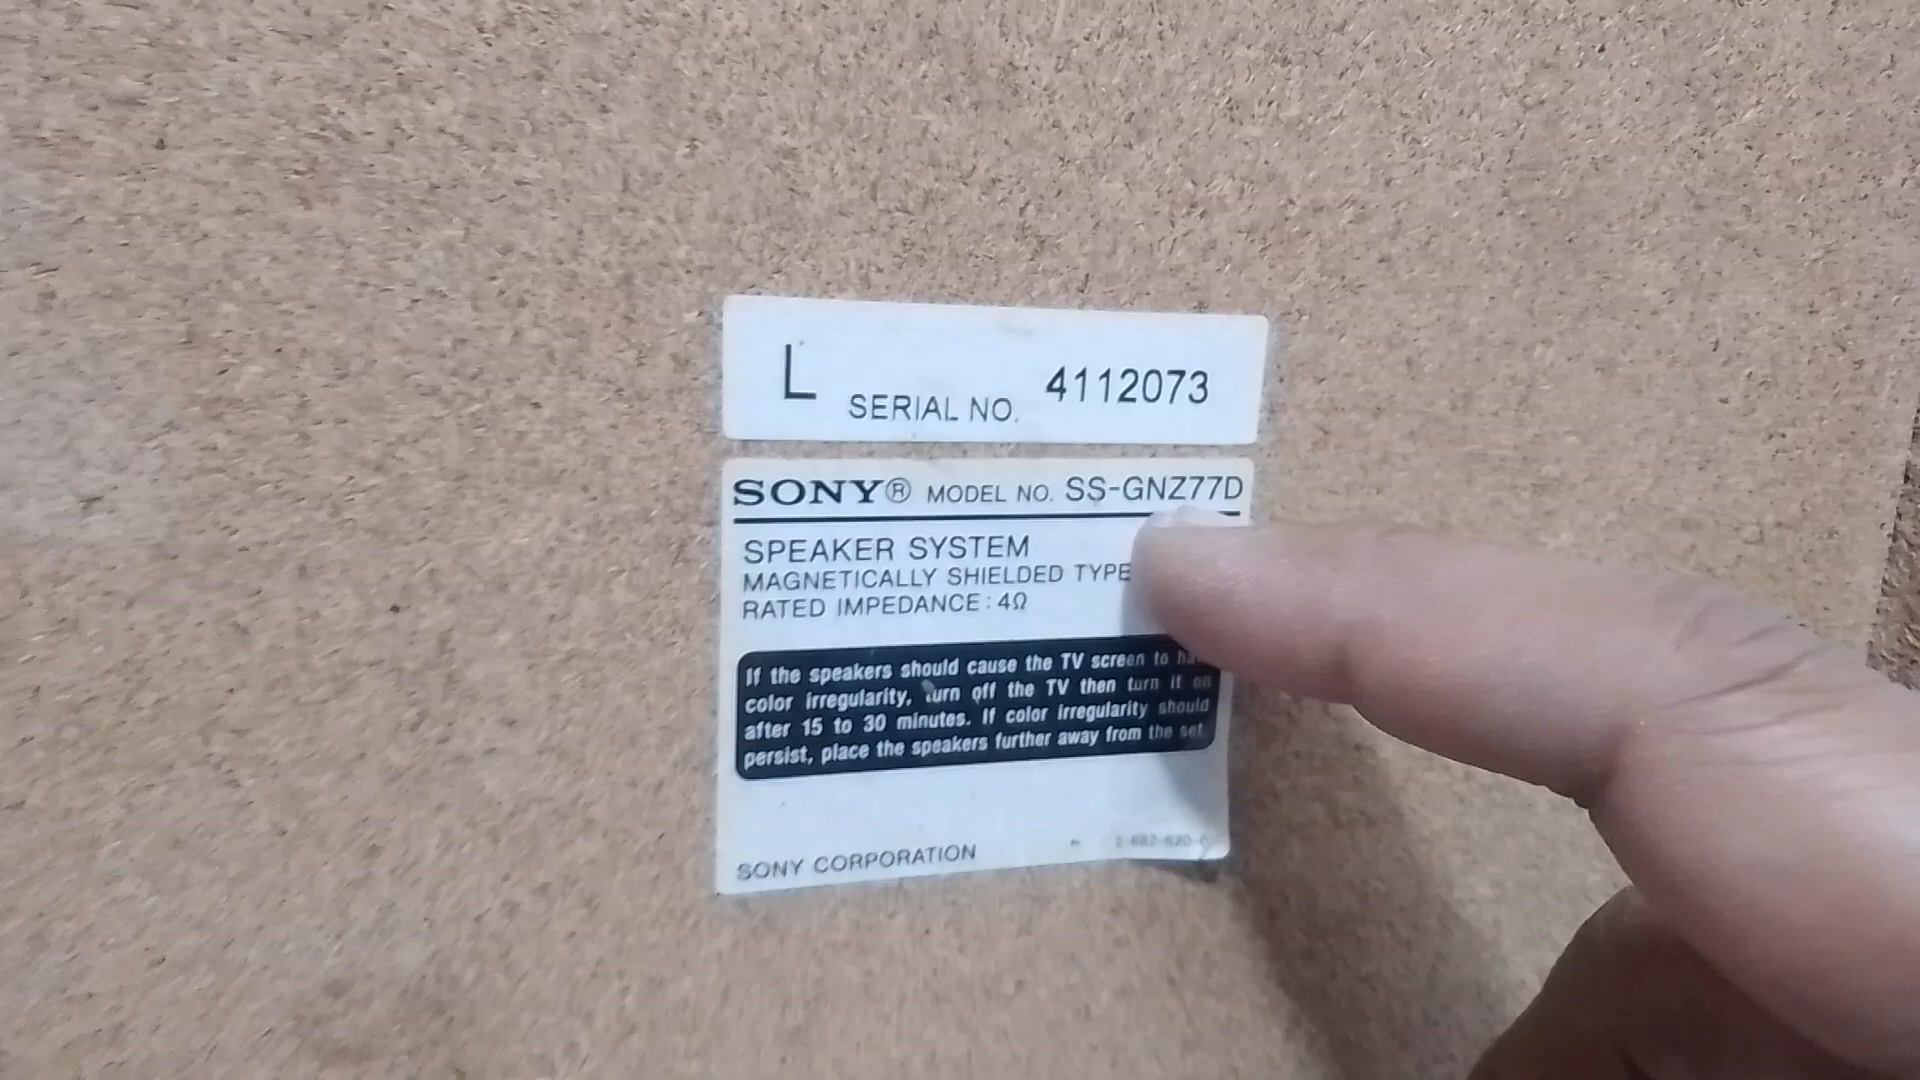 L SERIAL NO. 4112073
SONY® MODEL NO. SS-GNZ77D
SPEAKER SYSTEM
MAGNETICALLY SHIELDED TYPE
RATED IMPEDANCE : 4Ω
If the speakers should cause the TV screen to
color irregularity, turn off the TV then turn it on
after 15 to 30 minutes. If color irregularity should
persist, place the speakers further away from the set.
SONY CORPORATION